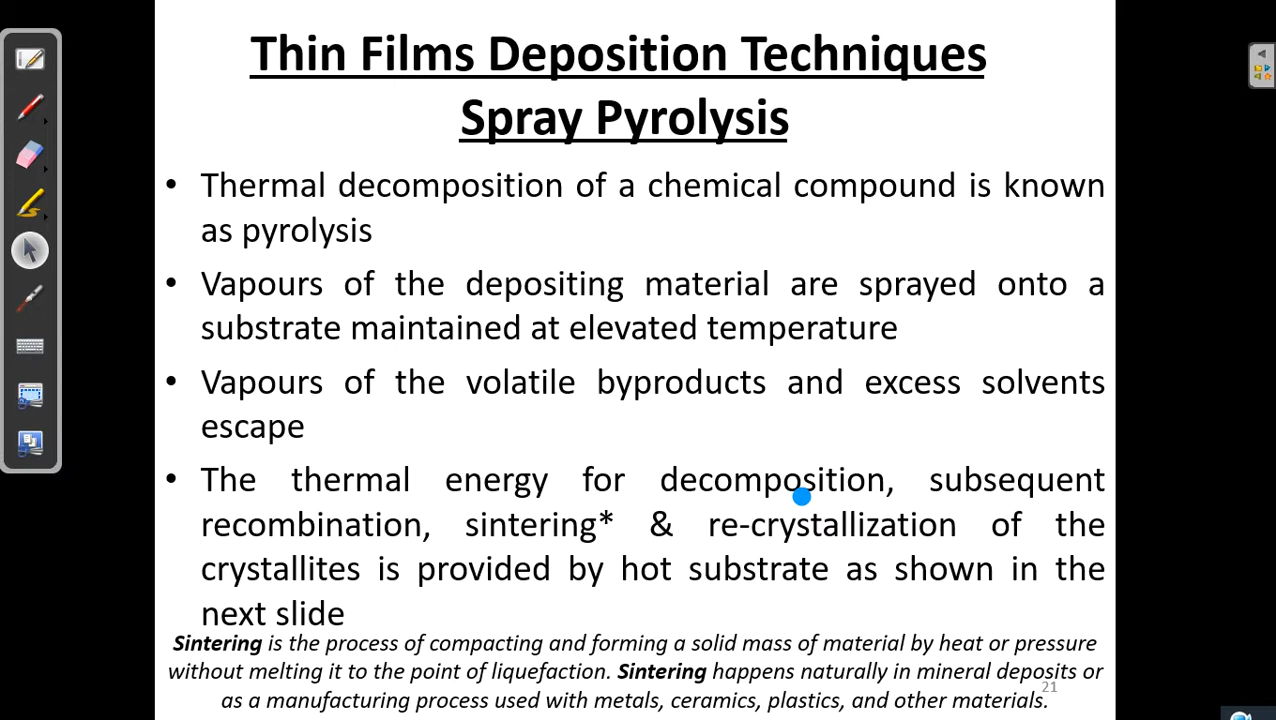 Thin Films Deposition Techniques
Spray Pyrolysis
• Thermal decomposition of a chemical compound is known
as pyrolysis
• Vapours of the depositing material are sprayed onto a
substrate maintained at elevated temperature
• Vapours of the volatile byproducts and excess solvents
escape
• The thermal energy for decomposition, subsequent
recombination, sintering* & re-crystallization of the
crystallites is provided by hot substrate as shown in the
next slide
Sintering is the process of compacting and forming a solid mass of material by heat or pressure
without melting it to the point of liquefaction. Sintering happens naturally in mineral deposits or
as a manufacturing process used with metals, ceramics, plastics, and other materials.
21